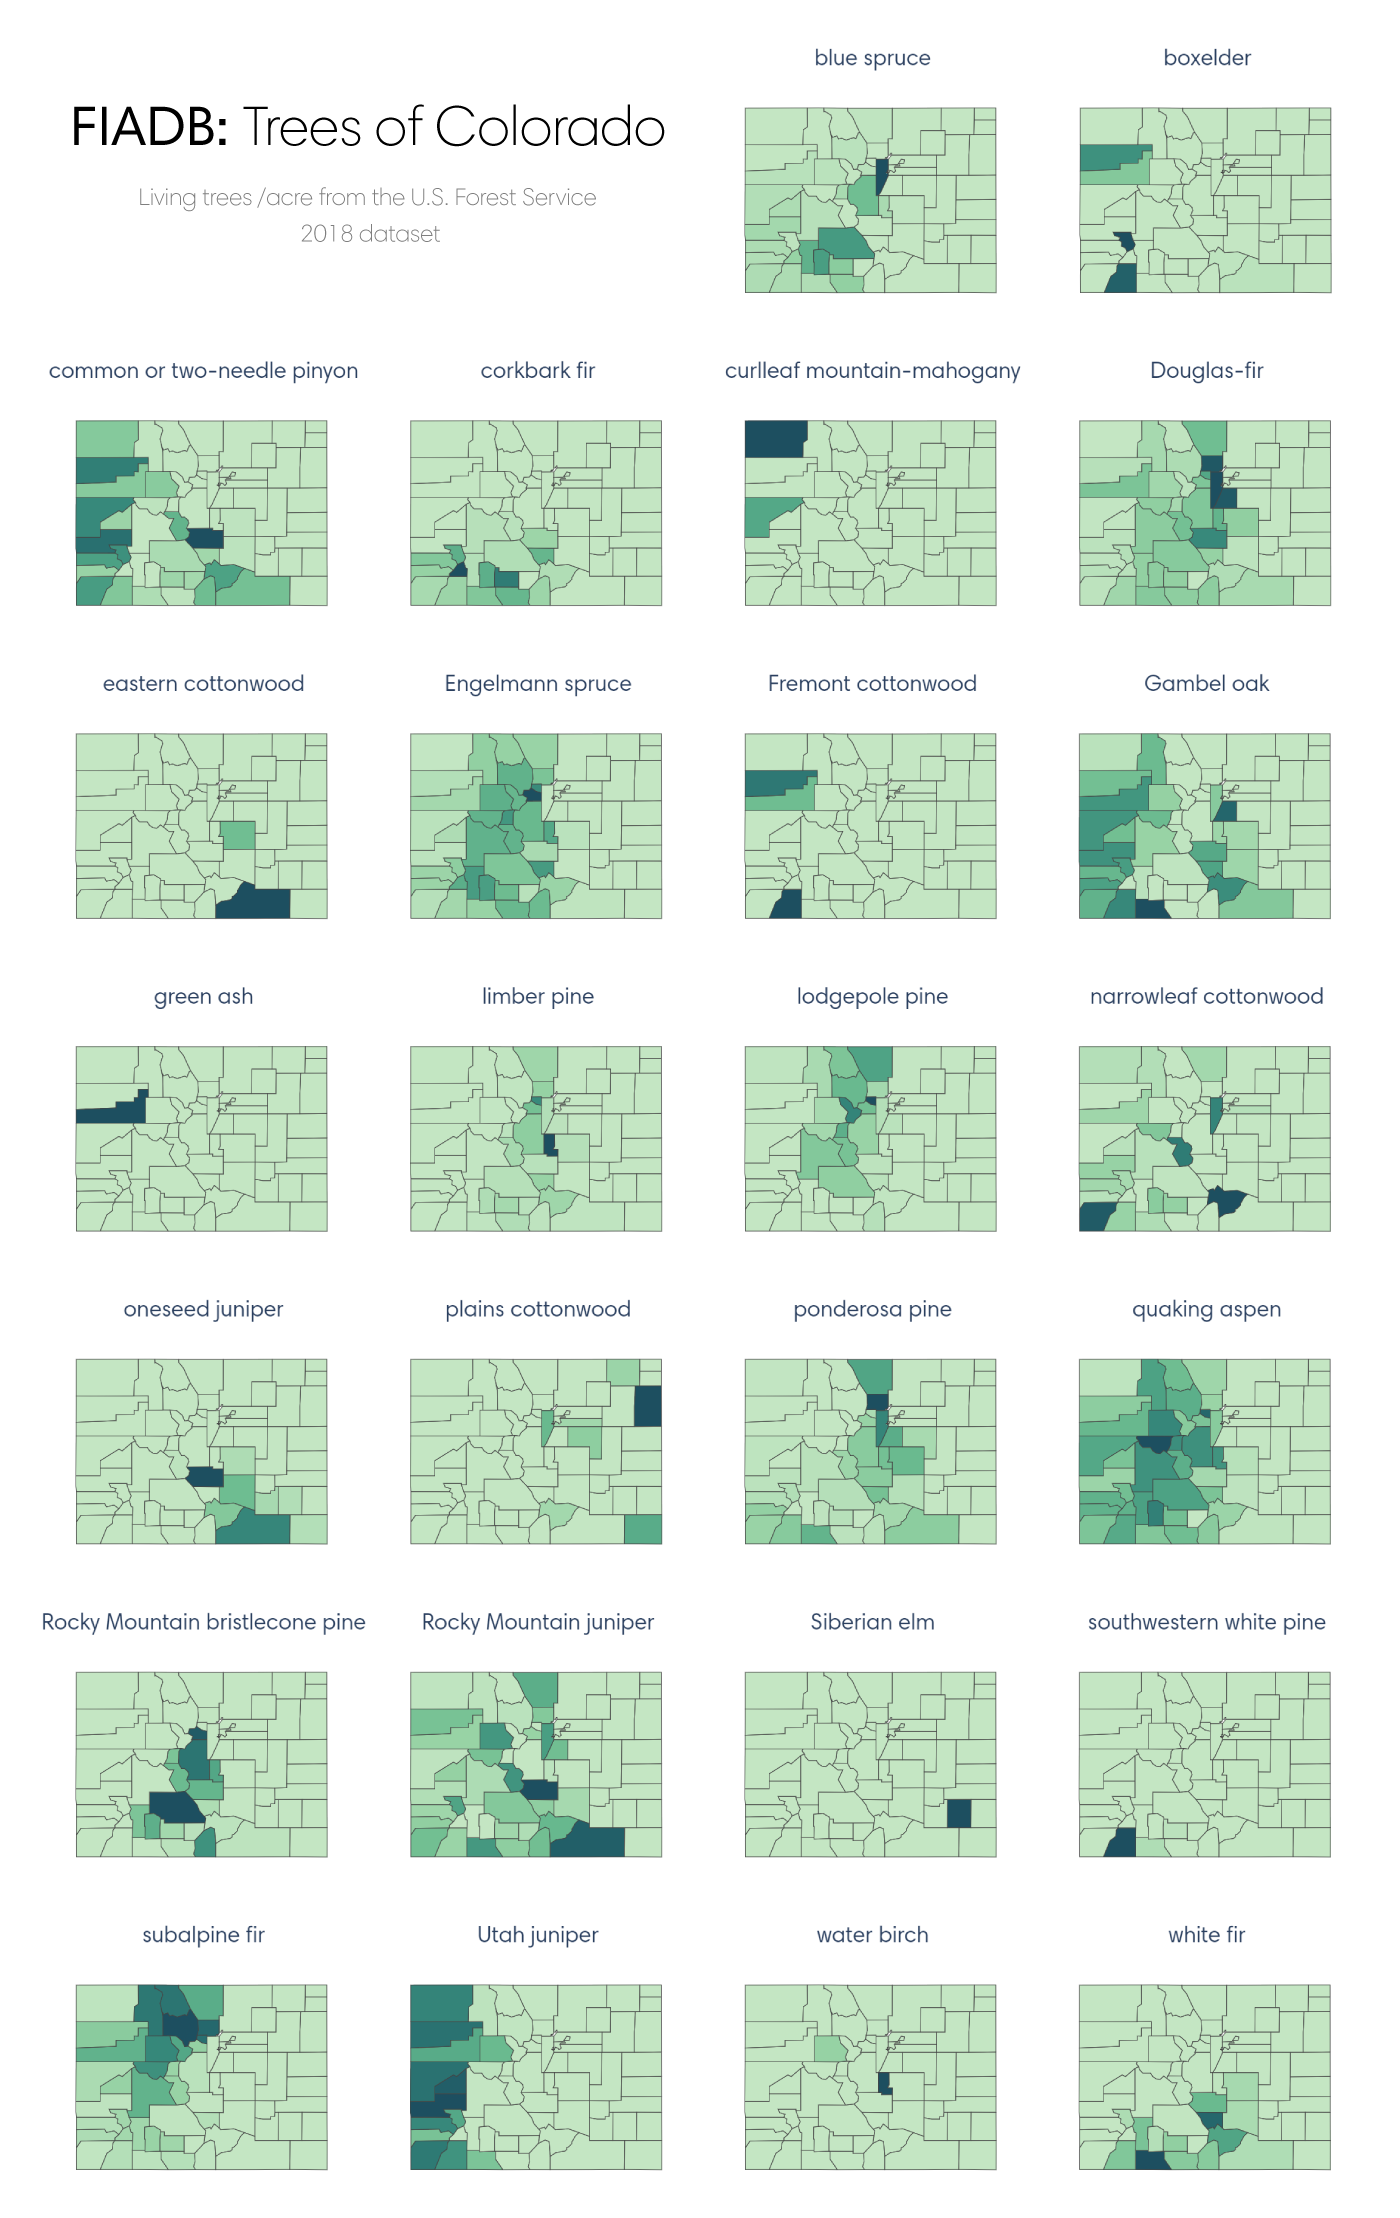 FIADB: Trees of Colorado
Living trees /acre from the U.S. Forest Service
2018 dataset
blue spruce
boxelder
common or two-needle pinyon
corkbark fir
curlleaf mountain-mahogany
Douglas-fir
eastern cottonwood
Engelmann spruce
Fremont cottonwood
Gambel oak
green ash
limber pine
lodgepole pine
narrowleaf cottonwood
oneseed juniper
plains cottonwood
ponderosa pine
quaking aspen
Rocky Mountain bristlecone pine
Rocky Mountain juniper
Siberian elm
southwestern white pine
subalpine fir
Utah juniper
water birch
white fir